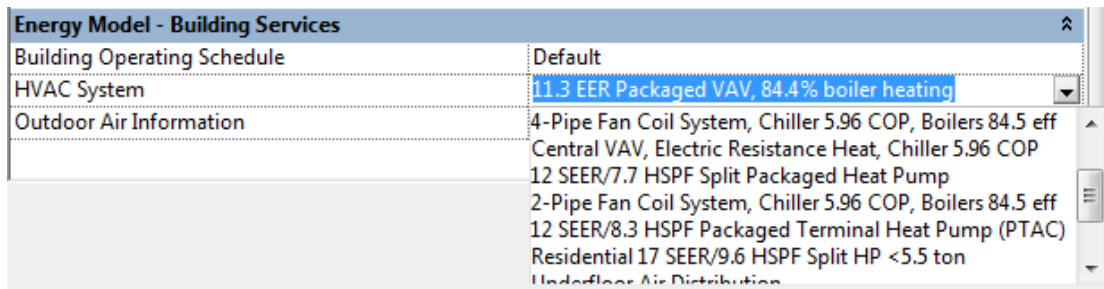 Energy Model - Building Services
Building Operating Schedule Default
HVAC System 11.3 EER Packaged VAV, 84.4% boiler heating
Outdoor Air Information 4-Pipe Fan Coil System, Chiller 5.96 COP, Boilers 84.5 eff
Central VAV, Electric Resistance Heat, Chiller 5.96 COP
12 SEER/7.7 HSPF Split Packaged Heat Pump
2-Pipe Fan Coil System, Chiller 5.96 COP, Boilers 84.5 eff
12 SEER/8.3 HSPF Packaged Terminal Heat Pump (PTAC)
Residential 17 SEER/9.6 HSPF Split HP <5.5 ton
Underfloor Air Distribution